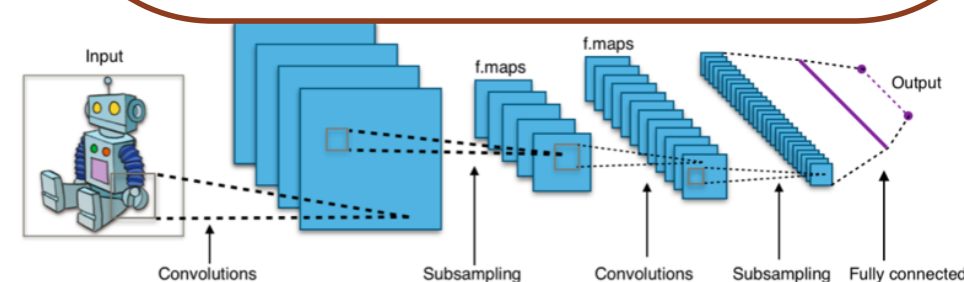 Input
f.maps
f.maps
Output
Convolutions
Subsampling
Convolutions
Subsampling
Fully connected